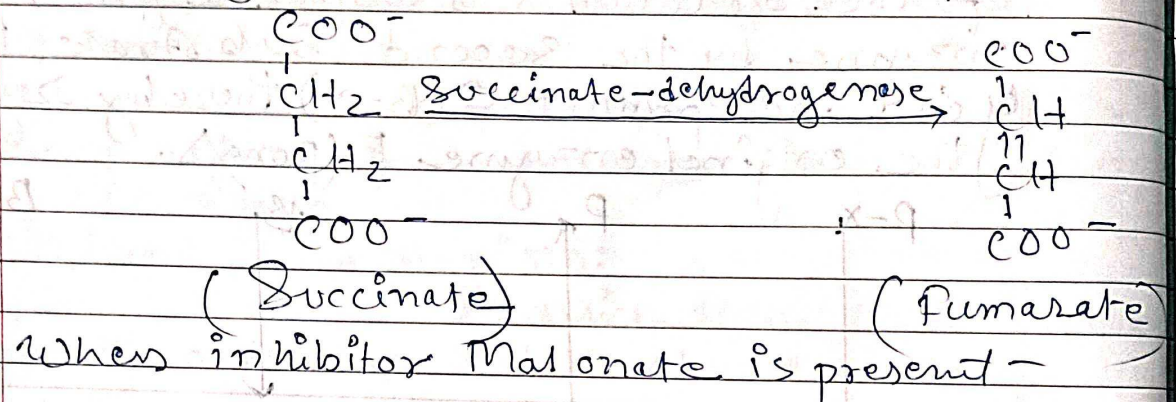 COO⁻ COO⁻
CH2 Succinate-dehydrogenase CH
CH2 CH
COO⁻ COO⁻
(Succinate) (Fumarate)
When inhibitor Malonate is present -